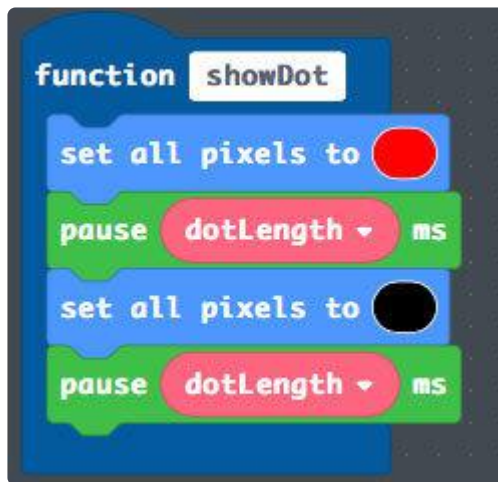 function showDot
set all pixels to
pause dotLength ms
set all pixels to
pause dotLength ms